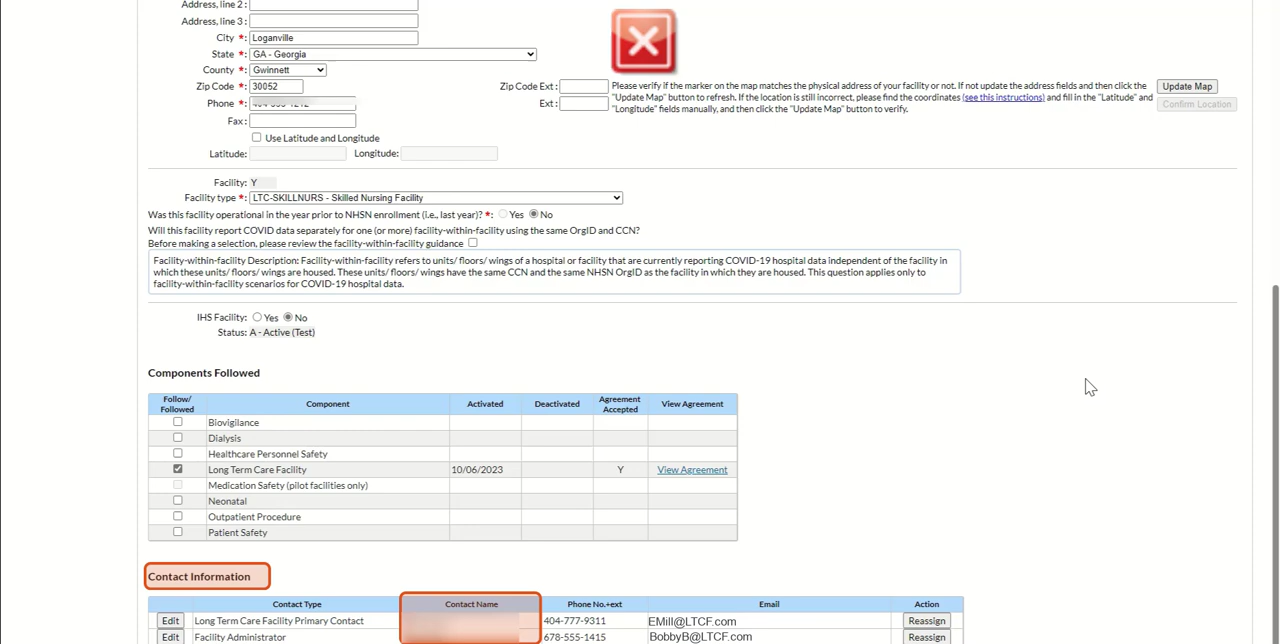 Address, line 2 :
Address, line 3 :
City *: Loganville
State *: GA - Georgia
County *: Gwinnett
Zip Code *: 30052 Zip Code Ext :
Phone *: Ext :
Please verify if the marker on the map matches the physical address of your facility or not. If not update the address fields and then click the
"Update Map" button to refresh. If the location is still incorrect, please find the coordinates (see this instructions) and fill in the "Latitude" and
"Longitude" fields manually, and then click the "Update Map" button to verify.
Update Map
Confirm Location
Fax:
Use Latitude and Longitude
Latitude: Longitude:
Facility: Y
Facility type *: LTC-SKILLNURS - Skilled Nursing Facility
Was this facility operational in the year prior to NHSN enrollment (i.e., last year)? *: Yes No
Will this facility report COVID data separately for one (or more) facility-within-facility using the same OrgID and CCN?
Before making a selection, please review the facility-within-facility guidance
Facility-within-facility Description: Facility-within-facility refers to units/ floors/ wings of a hospital or facility that are currently reporting COVID-19 hospital data independent of the facility in
which these units/ floors/ wings are housed. These units/ floors/ wings have the same CCN and the same NHSN OrgID as the facility in which they are housed. This question applies only to
facility-within-facility scenarios for COVID-19 hospital data.
IHS Facility: Yes No
Status: A - Active (Test)
Components Followed
Follow/ Followed Component Activated Deactivated Agreement Accepted View Agreement
Biovigilance
Dialysis
Healthcare Personnel Safety
Long Term Care Facility 10/06/2023 Y View Agreement
Medication Safety (pilot facilities only)
Neonatal
Outpatient Procedure
Patient Safety
Contact Information
Contact Type Contact Name Phone No.+ext Email Action
Edit Long Term Care Facility Primary Contact 404-777-9311 EMill@LTCF.com Reassign
Edit Facility Administrator 678-555-1415 BobbyB@LTCF.com Reassign